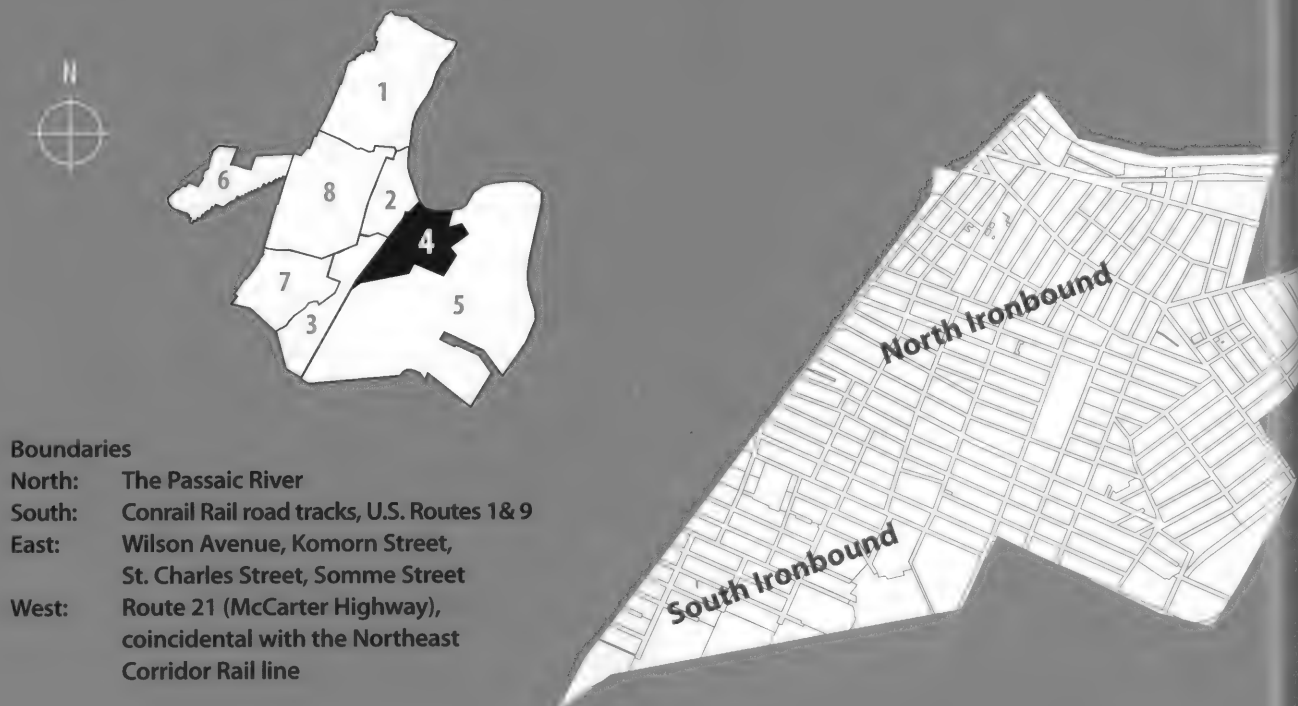 N
1
6
8
2
4
7
5
3
North Ironbound
South Ironbound
Boundaries
North: The Passaic River
South: Conrail Rail road tracks, U.S. Routes 1& 9
East: Wilson Avenue, Komorn Street,
St. Charles Street, Somme Street
West: Route 21 (McCarter Highway),
coincidental with the Northeast
Corridor Rail line